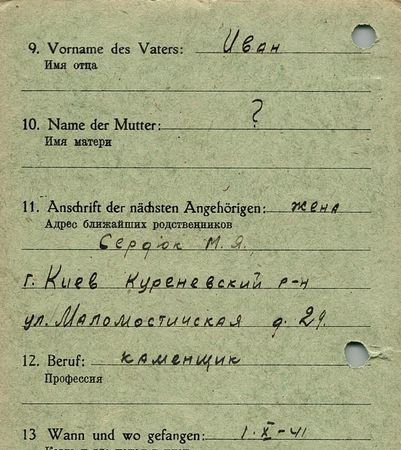 9. Vorname des Vaters: Иван
Имя отца
10. Name der Mutter: ?
Имя матери
11. Anschrift der nächsten Angehörigen: жена
Адрес ближайших родственников
Сердюк М.Я.
г. Киев Куреневский р-н
ул. Маломостичская д. 29.
12. Beruf: каменщик
Профессия
13 Wann und wo gefangen: 1.X-41